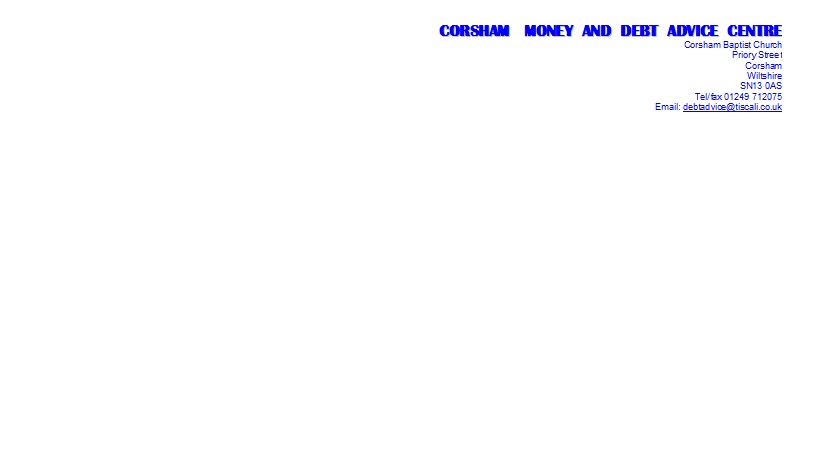 CORSHAM MONEY AND DEBT ADVICE CENTRE
Corsham Baptist Church
Priory Street
Corsham
Wiltshire
SN13 0AS
Tel/fax 01249 712075
Email: debtadvice@tiscali.co.uk